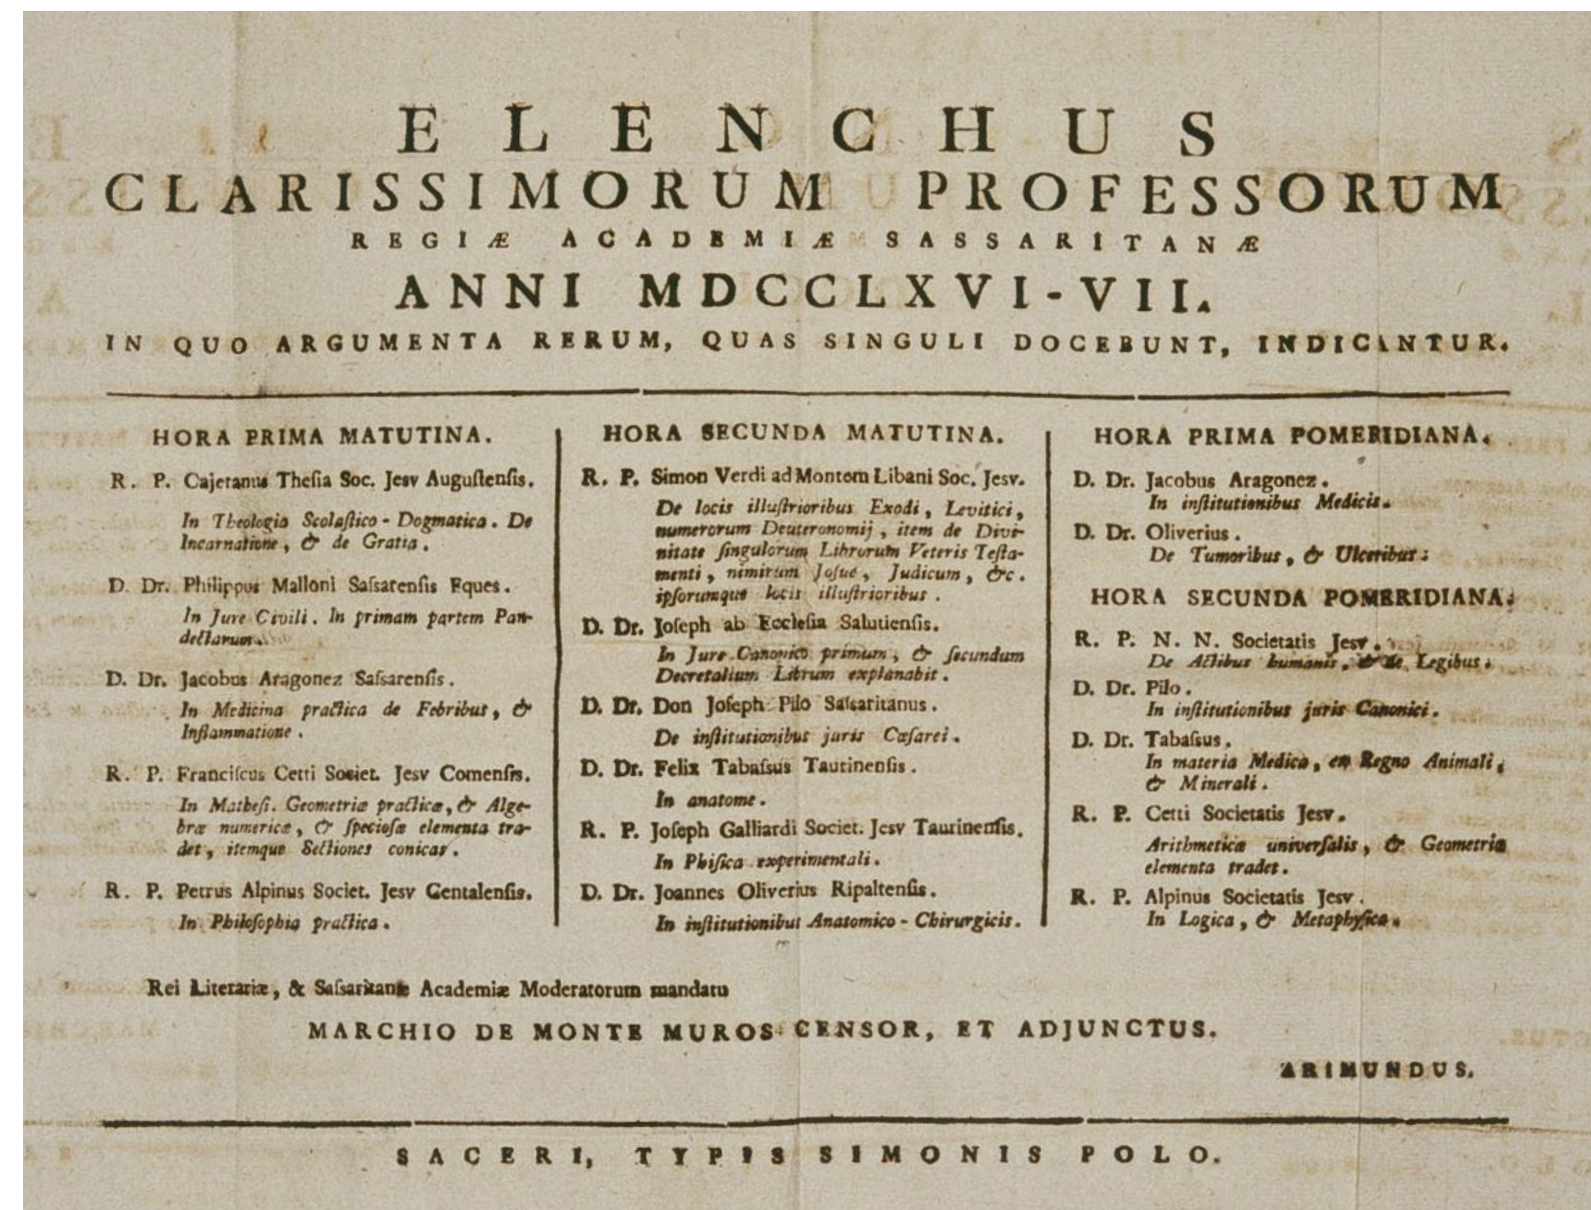 ELENCHUS
CLARISSIMORUM PROFESSORUM
REGIÆ ACADEMIÆ SASSARITANÆ
ANNI MDCCLXVI-VII.
IN QUO ARGUMENTA RERUM, QUAS SINGULI DOCEBUNT, INDICANTUR.
HORA PRIMA MATUTINA.
R. P. Cajetanus Thesia Soc. Jesv Augustensis.
In Theologia Scolastico - Dogmatica. De
Incarnatione, & de Gratia.
D. Dr. Philippus Malloni Sassarensis Eques.
In Jure Civili. In primam partem Pan-
dectarum.
D. Dr. Jacobus Aragonez Sassarensis.
In Medicina practica de Febribus, &
Inflammatione.
R. P. Franciscus Cetti Societ. Jesv Comensis.
In Mathesi. Geometriæ practicæ, & Alge-
bræ numericæ, & speciosæ elementa tra-
det, itemque Sectiones conicas.
R. P. Petrus Alpinus Societ. Jesv Centalensis.
In Philosophia practica.
HORA SECUNDA MATUTINA.
R. P. Simon Verdi ad Montem Libani Soc. Jesv.
De locis illustrioribus Exodi, Levitici,
numerorum Deuteronomij, item de Divi-
nitate singulorum Librorum Veteris Testa-
menti, nimirum Josue, Judicum, &c.
ipsorumque locis illustrioribus.
D. Dr. Joseph ab Ecclesia Salutiensis.
In Jure Canonico primum, & secundum
Decretalium Librum explanabit.
D. Dr. Don Joseph Pilo Sassaritanus.
De institutionibus juris Cæsarei.
D. Dr. Felix Tabassus Taurinensis.
In anatome.
R. P. Joseph Galliardi Societ. Jesv Taurinensis.
In Phisica experimentali.
D. Dr. Joannes Oliverius Ripaltensis.
In institutionibus Anatomico - Chirurgicis.
HORA PRIMA POMERIDIANA.
D. Dr. Jacobus Aragonez.
In institutionibus Medicis.
D. Dr. Oliverius.
De Tumoribus, & Ulceribus.
HORA SECUNDA POMERIDIANA.
R. P. N. N. Societatis Jesv.
De Actibus humanis, & de Legibus.
D. Dr. Pilo.
In institutionibus juris Canonici.
D. Dr. Tabassus.
In materia Medica, ex Regno Animali,
& Minerali.
R. P. Cetti Societatis Jesv.
Arithmeticæ universalis, & Geometriæ
elementa tradet.
R. P. Alpinus Societatis Jesv.
In Logica, & Metaphysica.
Rei Literariæ, & Sassaritanæ Academiæ Moderatorum mandatu
MARCHIO DE MONTE MUROS CENSOR, ET ADJUNCTUS.
ARIMUNDUS.
SACERI, TYPIS SIMONIS POLO.